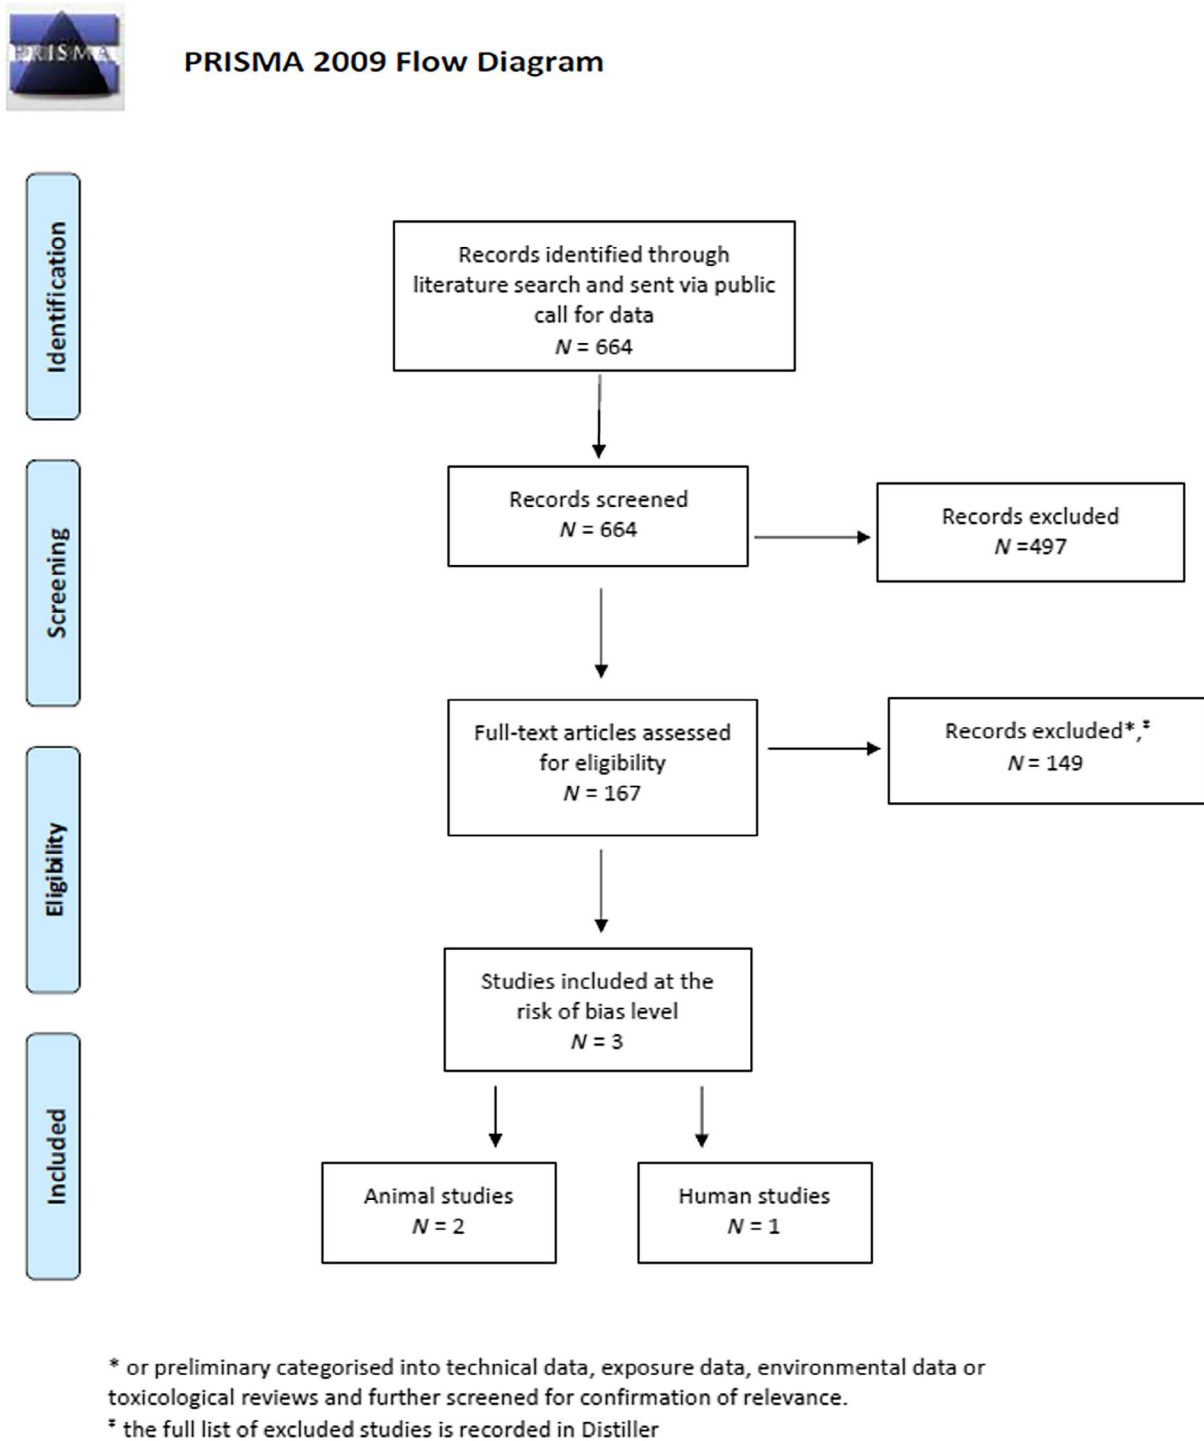 PRISMA
PRISMA 2009 Flow Diagram
Identification
Records identified through
literature search and sent via public
call for data
N = 664
Screening
Records screened
N = 664
Records excluded
N =497
Full-text articles assessed
for eligibility
N = 167
Records excluded*,‡
N = 149
Eligibility
Studies included at the
risk of bias level
N = 3
Included
Animal studies
N = 2
Human studies
N = 1
* or preliminary categorised into technical data, exposure data, environmental data or
toxicological reviews and further screened for confirmation of relevance.
‡ the full list of excluded studies is recorded in Distiller